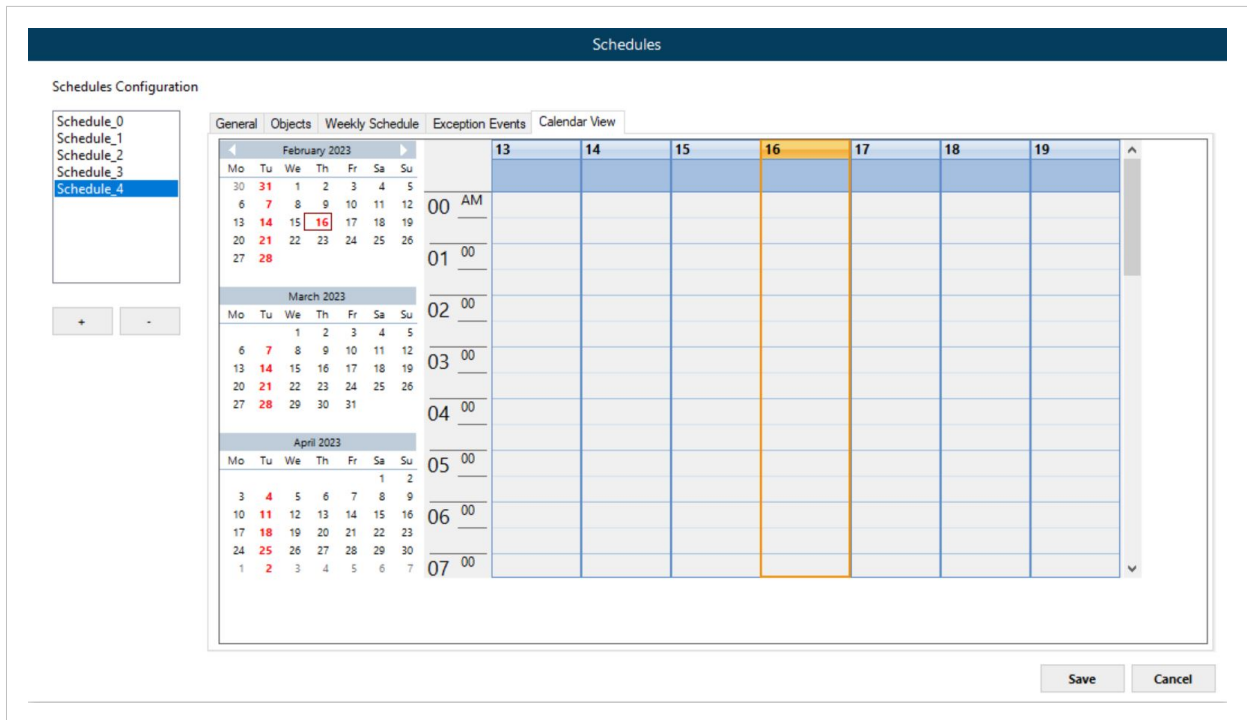 Schedules
Schedules Configuration
Schedule_0
Schedule_1
Schedule_2
Schedule_3
Schedule_4
+ -
General Objects Weekly Schedule Exception Events Calendar View
February 2023
Mo Tu We Th Fr Sa Su
30 31 1 2 3 4 5
6 7 8 9 10 11 12
13 14 15 16 17 18 19
20 21 22 23 24 25 26
27 28
March 2023
Mo Tu We Th Fr Sa Su
1 2 3 4 5
6 7 8 9 10 11 12
13 14 15 16 17 18 19
20 21 22 23 24 25 26
27 28 29 30 31
April 2023
Mo Tu We Th Fr Sa Su
1 2
3 4 5 6 7 8 9
10 11 12 13 14 15 16
17 18 19 20 21 22 23
24 25 26 27 28 29 30
1 2 3 4 5 6 7
13 14 15 16 17 18 19
00 AM
01 00
02 00
03 00
04 00
05 00
06 00
07 00
Save Cancel